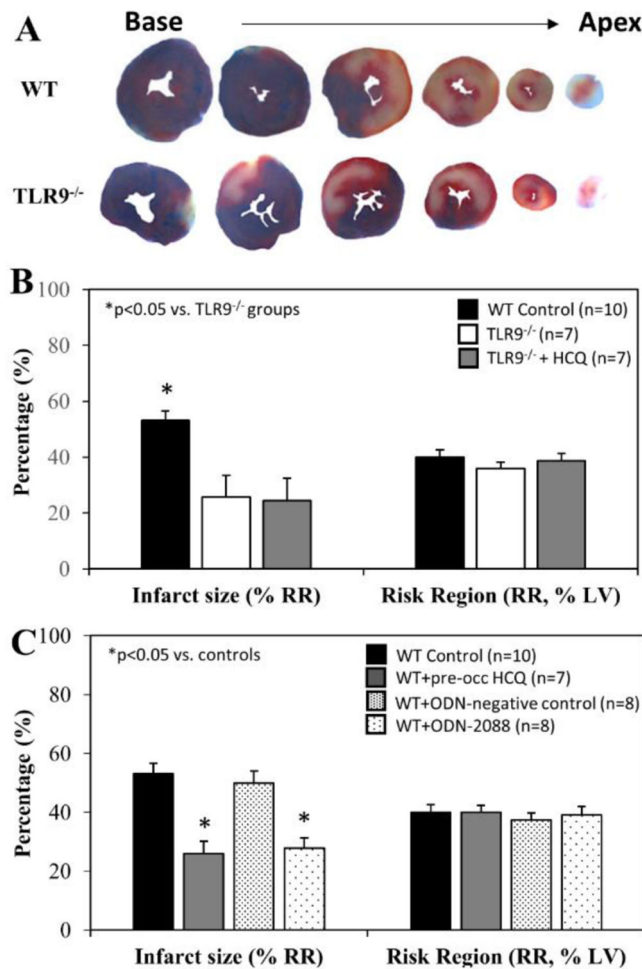 A
Base
Apex
WT
TLR9-/-
B
100
80
60
40
20
0
Percentage (%)
*p<0.05 vs. TLR9-/- groups
WT Control (n=10)
TLR9-/- (n=7)
TLR9-/- + HCQ (n=7)
*
Infarct size (% RR)
Risk Region (RR, % LV)
C
100
80
60
40
20
0
Percentage (%)
*p<0.05 vs. controls
WT Control (n=10)
WT+pre-occ HCQ (n=7)
WT+ODN-negative control (n=8)
WT+ODN-2088 (n=8)
*
*
Infarct size (% RR)
Risk Region (RR, % LV)